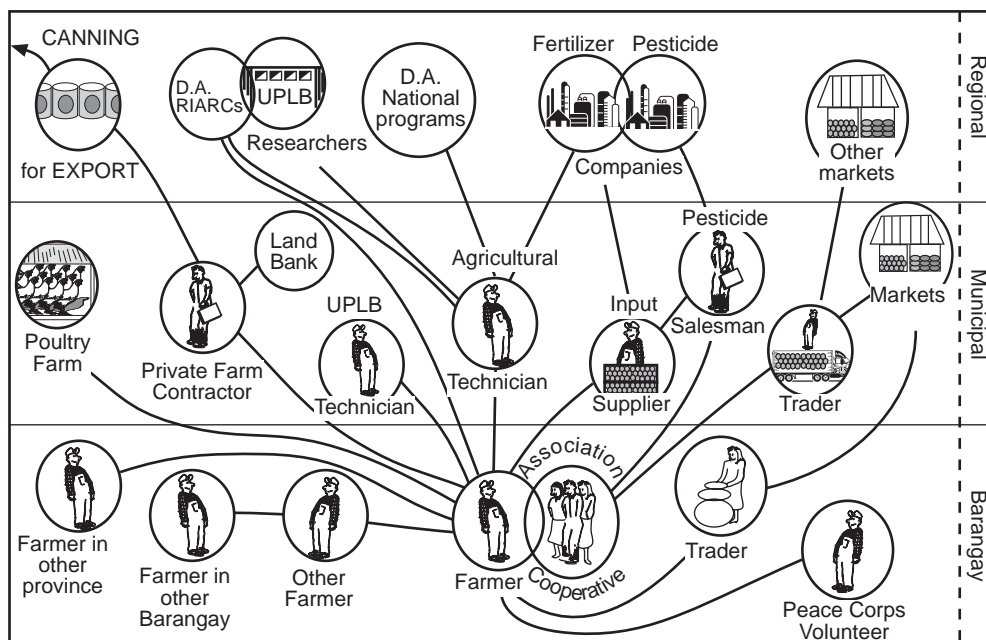 CANNING
for EXPORT
D.A.
RIARCs
UPLB
Researchers
D.A.
National
programs
Fertilizer
Pesticide
Companies
Other
markets
Regional
Poultry
Farm
Private Farm
Contractor
Land
Bank
UPLB
Technician
Agricultural
Technician
Input
Supplier
Pesticide
Salesman
Trader
Markets
Municipal
Farmer in
other
province
Farmer in
other
Barangay
Other
Farmer
Farmer
Association
Cooperative
Trader
Peace Corps
Volunteer
Barangay